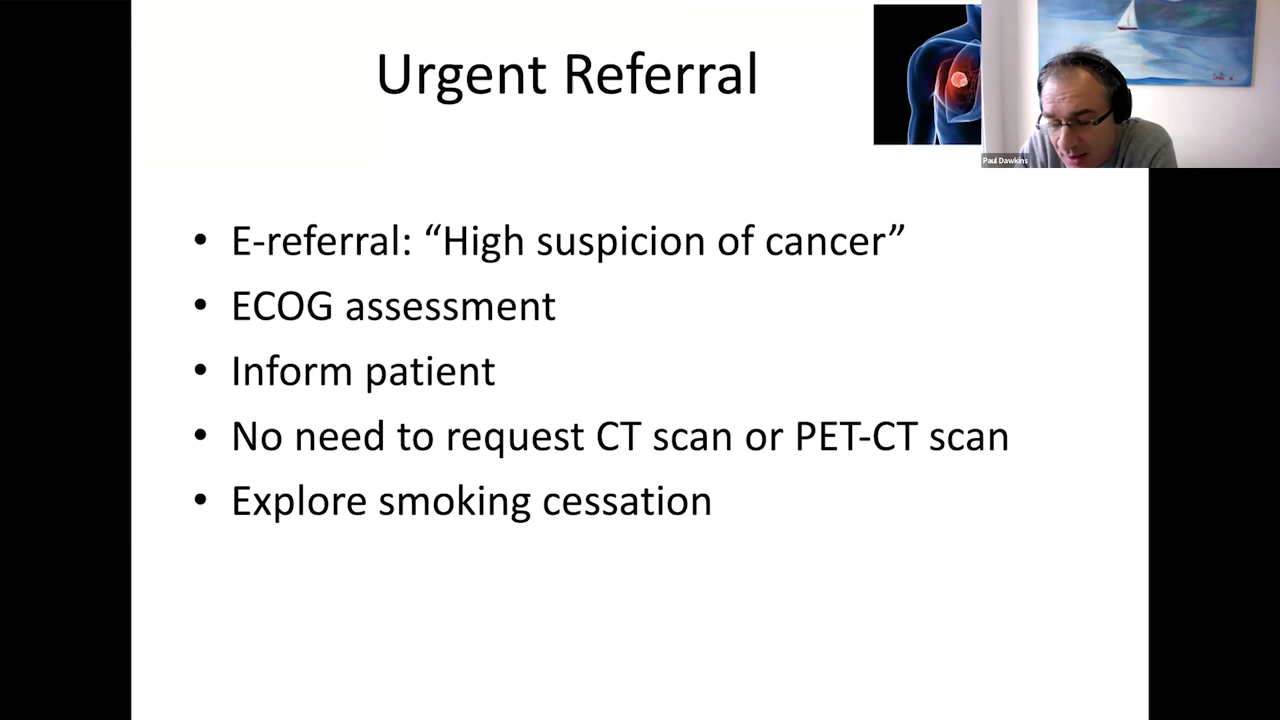 Urgent Referral
Paul Dawkins
• E-referral: “High suspicion of cancer”
• ECOG assessment
• Inform patient
• No need to request CT scan or PET-CT scan
• Explore smoking cessation